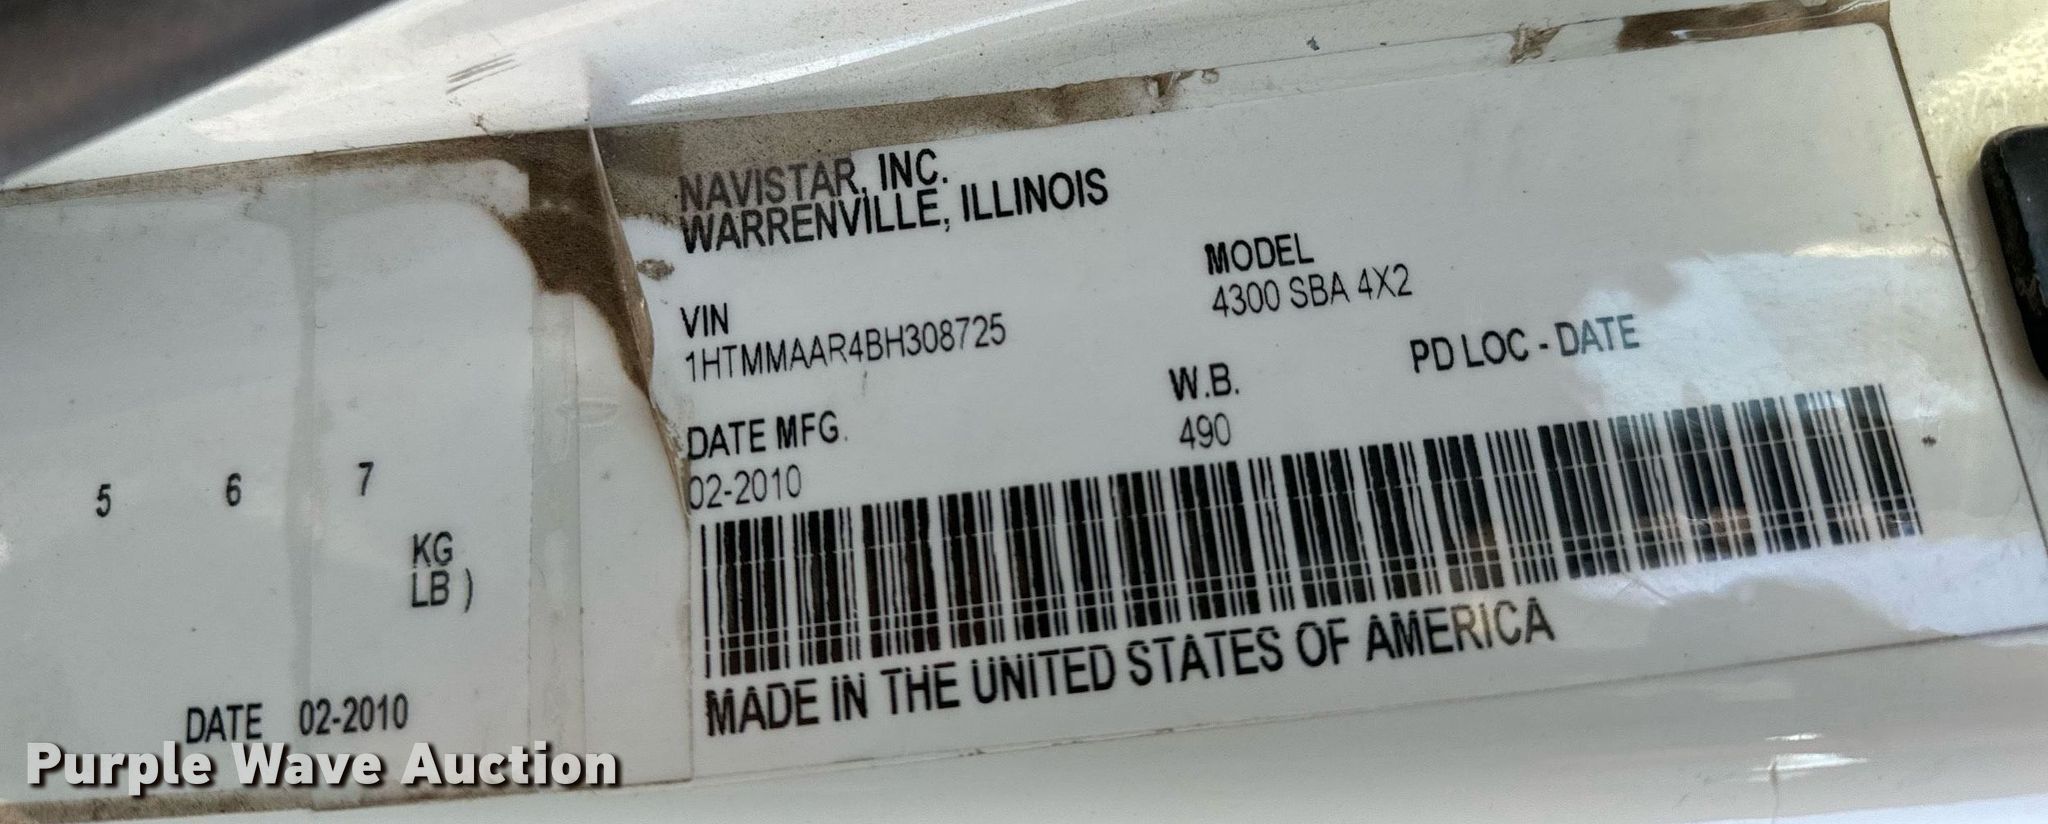 NAVISTAR, INC.
WARRENVILLE, ILLINOIS
VIN
1HTMMAAR4BH308725
MODEL
4300 SBA 4X2
DATE MFG.
02-2010
W.B.
490
PD LOC - DATE
MADE IN THE UNITED STATES OF AMERICA
5 6 7
KG
LB )
DATE 02-2010
Purple Wave Auction